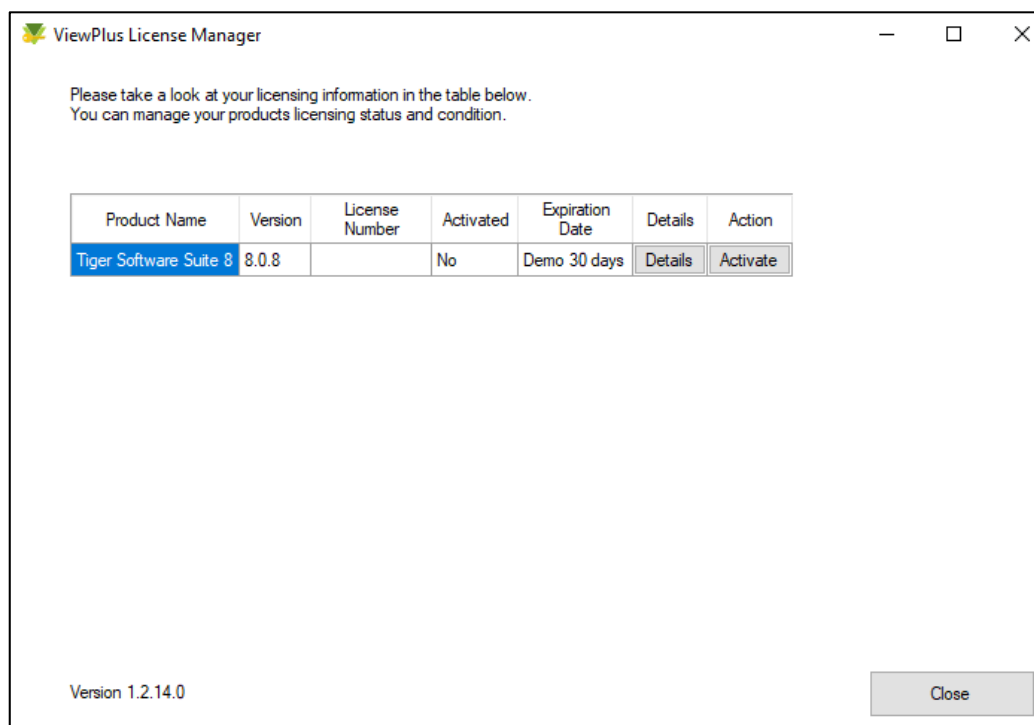 ViewPlus License Manager
Please take a look at your licensing information in the table below.
You can manage your products licensing status and condition.
Product Name Version License Number Activated Expiration Date Details Action
Tiger Software Suite 8 8.0.8 No Demo 30 days Details Activate
Version 1.2.14.0 Close